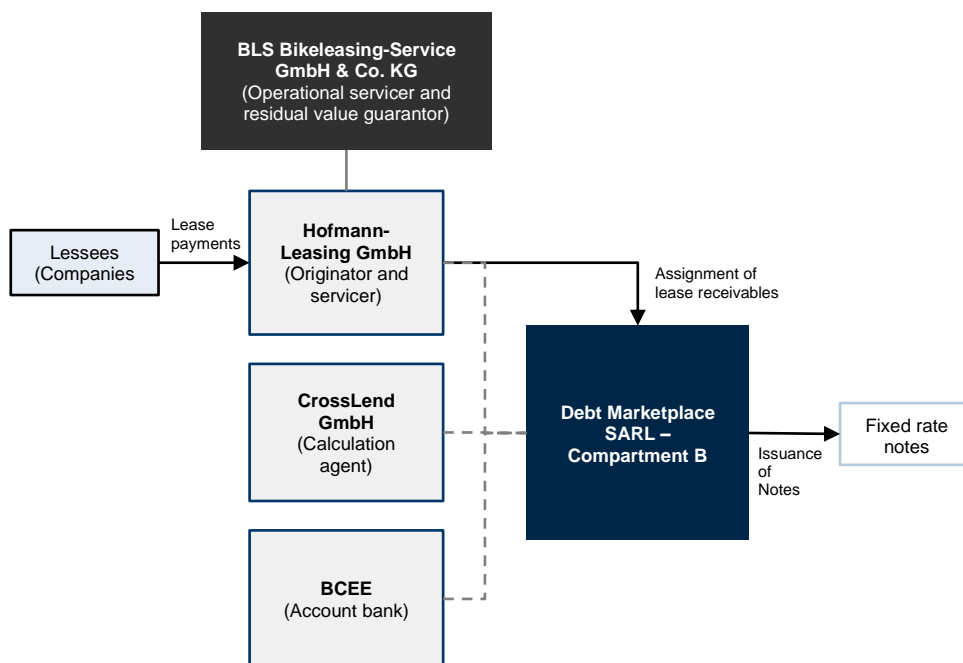 BLS Bikeleasing-Service
GmbH & Co. KG
(Operational servicer and
residual value guarantor)
Lessees
(Companies
Lease
payments
Hofmann-
Leasing GmbH
(Originator and
servicer)
Assignment of
lease receivables
CrossLend
GmbH
(Calculation
agent)
Debt Marketplace
SARL –
Compartment B
Issuance
of
Notes
Fixed rate
notes
BCEE
(Account bank)